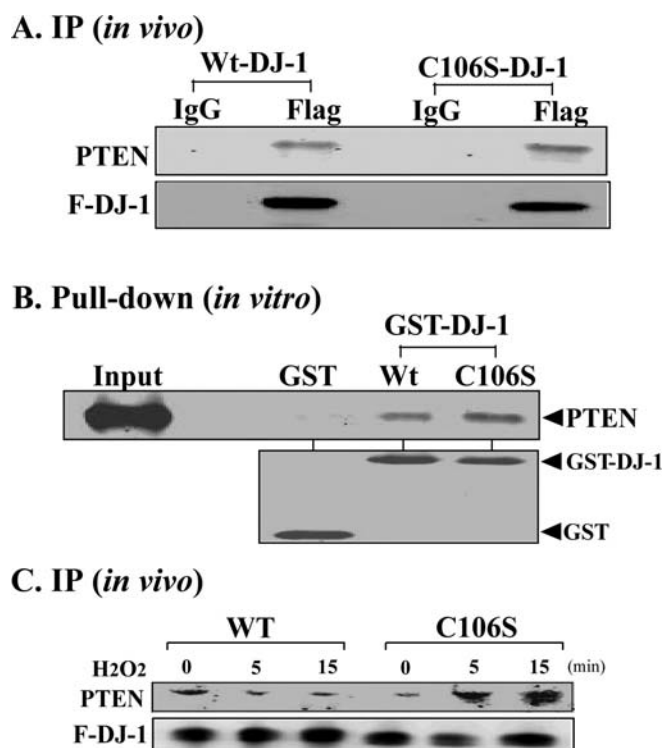 A. IP (in vivo)
Wt-DJ-1 C106S-DJ-1
IgG Flag IgG Flag
PTEN
F-DJ-1
B. Pull-down (in vitro)
GST-DJ-1
Input GST Wt C106S
PTEN
GST-DJ-1
GST
C. IP (in vivo)
WT C106S
H2O2 0 5 15 0 5 15 (min)
PTEN
F-DJ-1